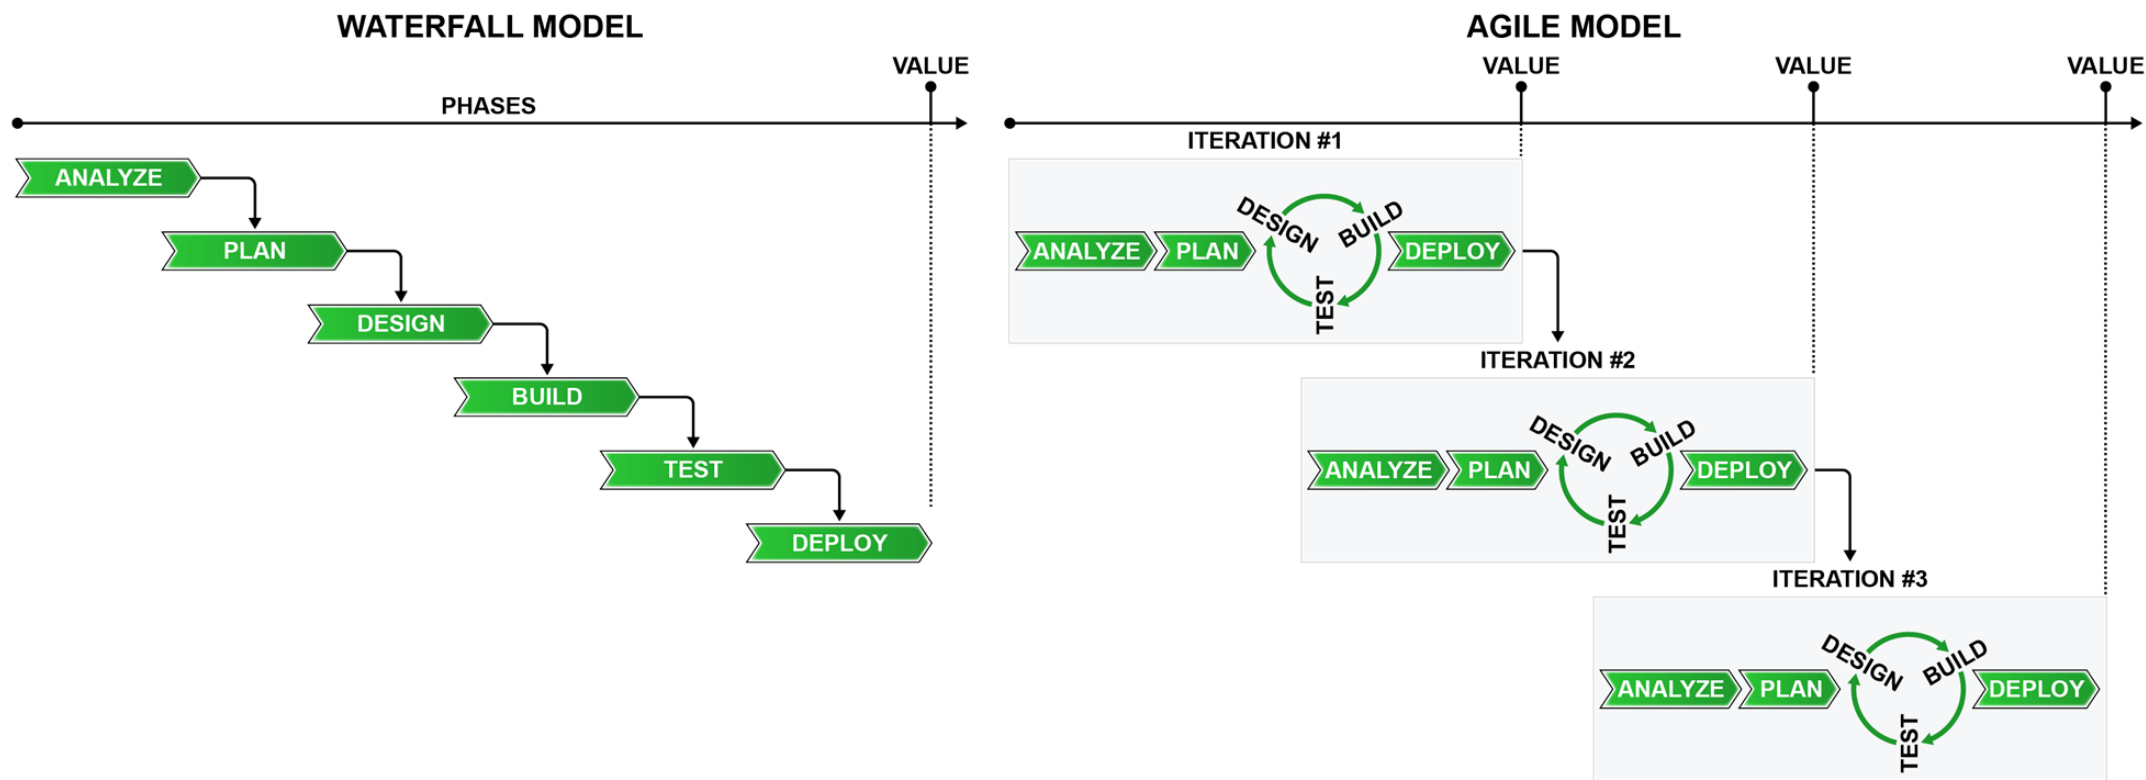 WATERFALL MODEL
VALUE
PHASES
ANALYZE
PLAN
DESIGN
BUILD
TEST
DEPLOY
AGILE MODEL
VALUE VALUE VALUE
ITERATION #1
ANALYZE PLAN DESIGN BUILD TEST DEPLOY
ITERATION #2
ANALYZE PLAN DESIGN BUILD TEST DEPLOY
ITERATION #3
ANALYZE PLAN DESIGN BUILD TEST DEPLOY